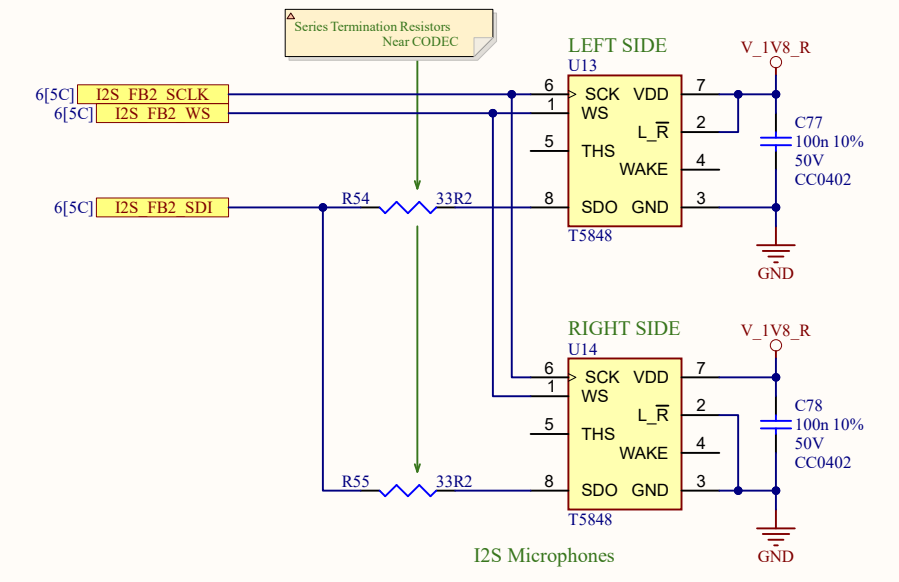 Series Termination Resistors
Near CODEC
LEFT SIDE
U13
V_1V8_R
6[5C] I2S_FB2_SCLK
6[5C] I2S_FB2_WS
6 SCK VDD 7
1 WS
L_R 2
5 THS
WAKE 4
C77
100n 10%
50V
CC0402
6[5C] I2S_FB2_SDI
R54 33R2
8 SDO GND 3
T5848
GND
RIGHT SIDE
U14
V_1V8_R
6 SCK VDD 7
1 WS
L_R 2
5 THS
WAKE 4
C78
100n 10%
50V
CC0402
R55 33R2
8 SDO GND 3
T5848
GND
I2S Microphones